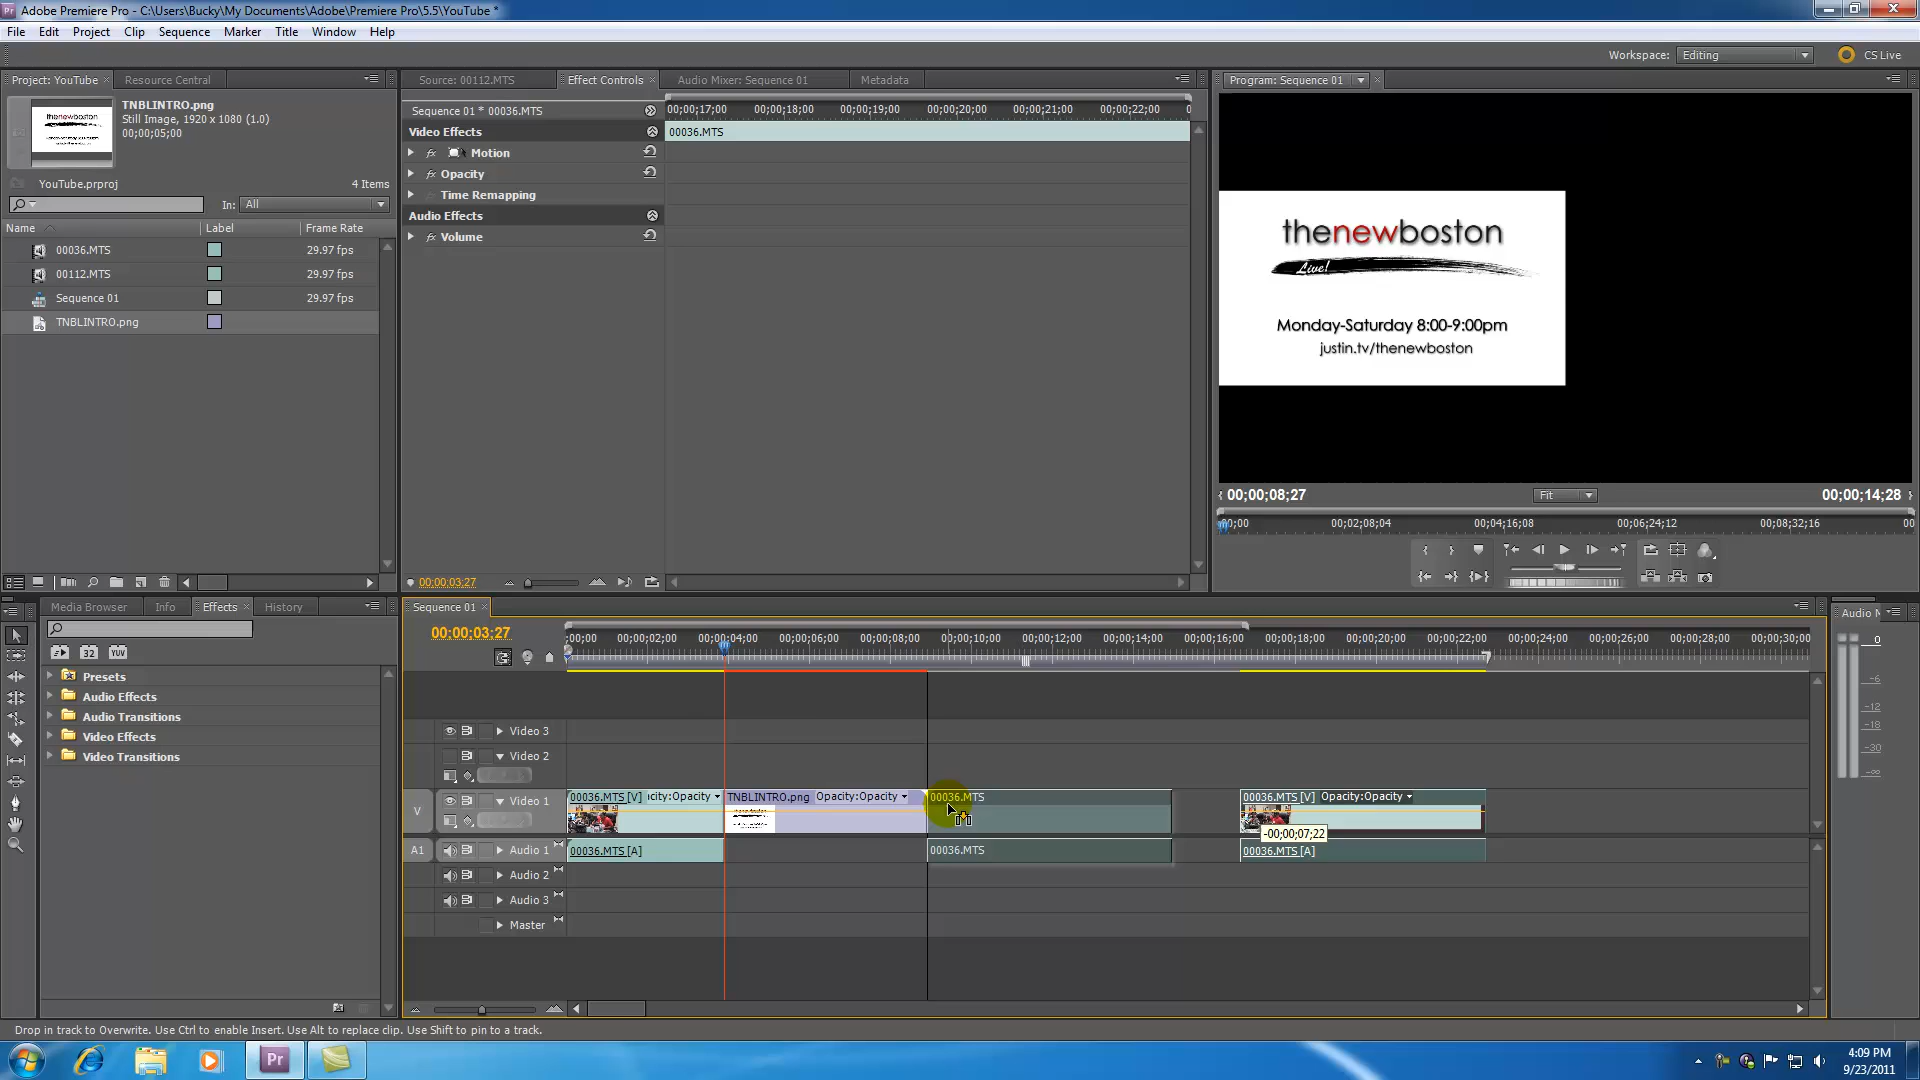 Adobe Premiere Pro - C:\Users\Bucky\My Documents\Adobe\Premiere Pro\5.5\YouTube *
File Edit Project Clip Sequence Marker Title Window Help
Workspace: Editing CS Live
Project: YouTube Resource Central
TNBLINTRO.png
Still Image, 1920 x 1080 (1.0)
00;00;05;00
YouTube.prproj 4 Items
In: All
Name Label Frame Rate
00036.MTS 29.97 fps
00112.MTS 29.97 fps
Sequence 01 29.97 fps
TNBLINTRO.png
Source: 00112.MTS Effect Controls Audio Mixer: Sequence 01 Metadata
Sequence 01 * 00036.MTS
00;00;17;00 00;00;18;00 00;00;19;00 00;00;20;00 00;00;21;00 00;00;22;00 0
Video Effects 00036.MTS
fx Motion
fx Opacity
Time Remapping
Audio Effects
fx Volume
00;00;03;27
Program: Sequence 01
thenewboston
Live!
Monday-Saturday 8:00-9:00pm
justin.tv/thenewboston
00;00;08;27 Fit 00;00;14;28
00;00 00;02;08;04 00;04;16;08 00;06;24;12 00;08;32;16 00
Media Browser Info Effects History
32 YUV
Presets
Audio Effects
Audio Transitions
Video Effects
Video Transitions
Sequence 01
00;00;03;27
;00;00 00;00;02;00 00;00;04;00 00;00;06;00 00;00;08;00 00;00;10;00 00;00;12;00 00;00;14;00 00;00;16;00 00;00;18;00 00;00;20;00 00;00;22;00 00;00;24;00 00;00;26;00 00;00;28;00 00;00;30;00
Video 3
Video 2
V Video 1
00036.MTS [V] icity:Opacity TNBLINTRO.png Opacity:Opacity 00036.MTS 00036.MTS [V] Opacity:Opacity
-00;00;07;22
A1 Audio 1 00036.MTS [A] 00036.MTS 00036.MTS [A]
Audio 2
Audio 3
Master
Audio M
0
-6
-12
-18
-30
Drop in track to Overwrite. Use Ctrl to enable Insert. Use Alt to replace clip. Use Shift to pin to a track.
Pr
4:09 PM
9/23/2011